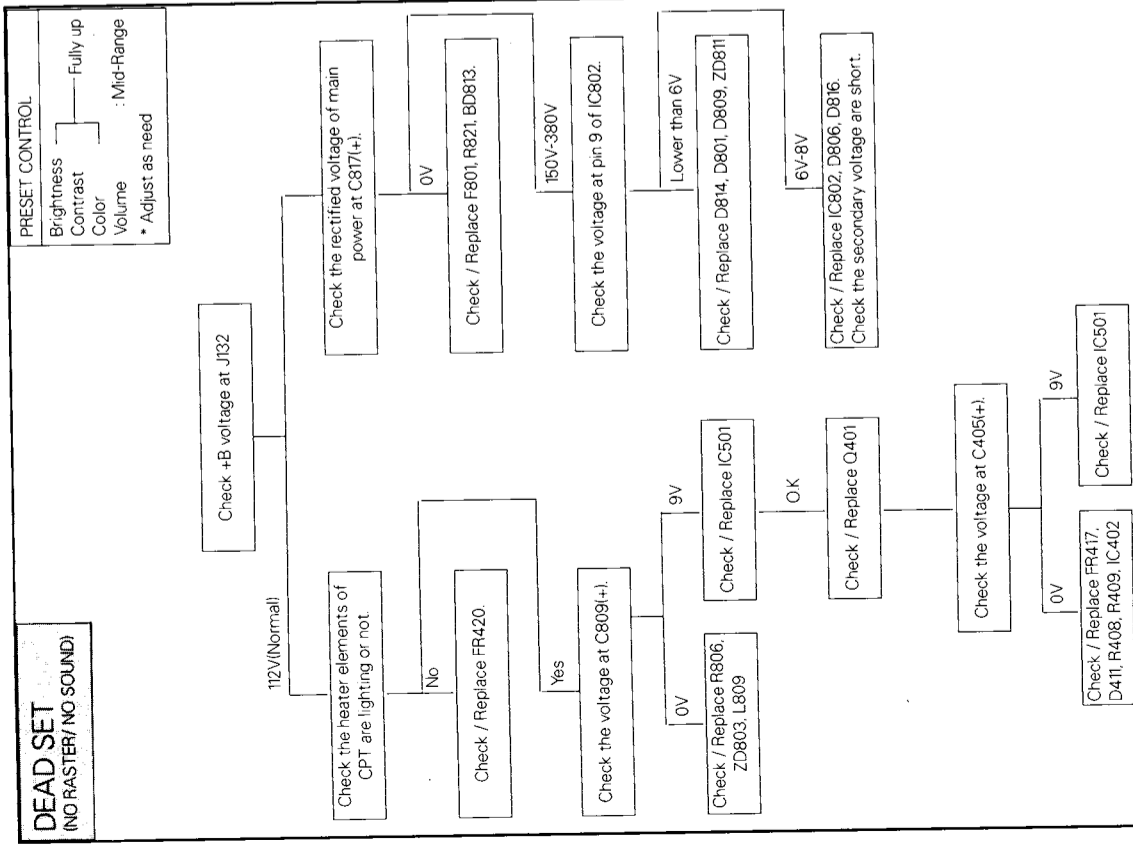 DEAD SET
(NO RASTER/ NO SOUND)
PRESET CONTROL
Brightness
Contrast
Color
Fully up
Volume : Mid-Range
* Adjust as need
Check +B voltage at J132
112V(Normal)
Check the heater elements of
CPT are lighting or not.
No
Check / Replace FR420.
Yes
Check the voltage at C809(+).
0V
Check / Replace R806,
ZD803, L809
9V
Check / Replace IC501
O.K
Check / Replace Q401
Check the voltage at C405(+).
0V
Check / Replace FR417,
D411, R408, R409, IC402
9V
Check / Replace IC501
Check the rectified voltage of main
power at C817(+).
0V
Check / Replace F801, R821, BD813.
150V-380V
Check the voltage at pin 9 of IC802.
Lower than 6V
Check / Replace D814, D801, D809, ZD811
6V-8V
Check / Replace IC802, D806, D816.
Check the secondary voltage are short.